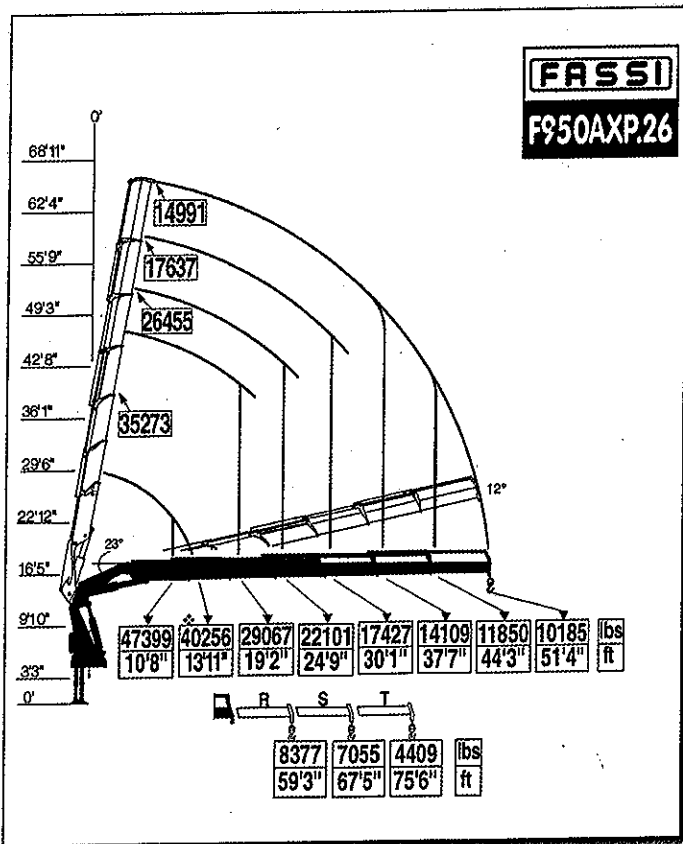 FASSI
F950AXP.26
0'
68'11"
62'4"
55'9"
49'3"
42'8"
36'1"
29'6"
22'12"
16'5"
9'10"
3'3"
0'
14991
17637
26455
35273
12°
23°
※
47399 40256 29067 22101 17427 14109 11850 10185 lbs
10'8" 13'11" 19'2" 24'9" 30'1" 37'7" 44'3" 51'4" ft
R S T
8377 7055 4409 lbs
59'3" 67'5" 75'6" ft